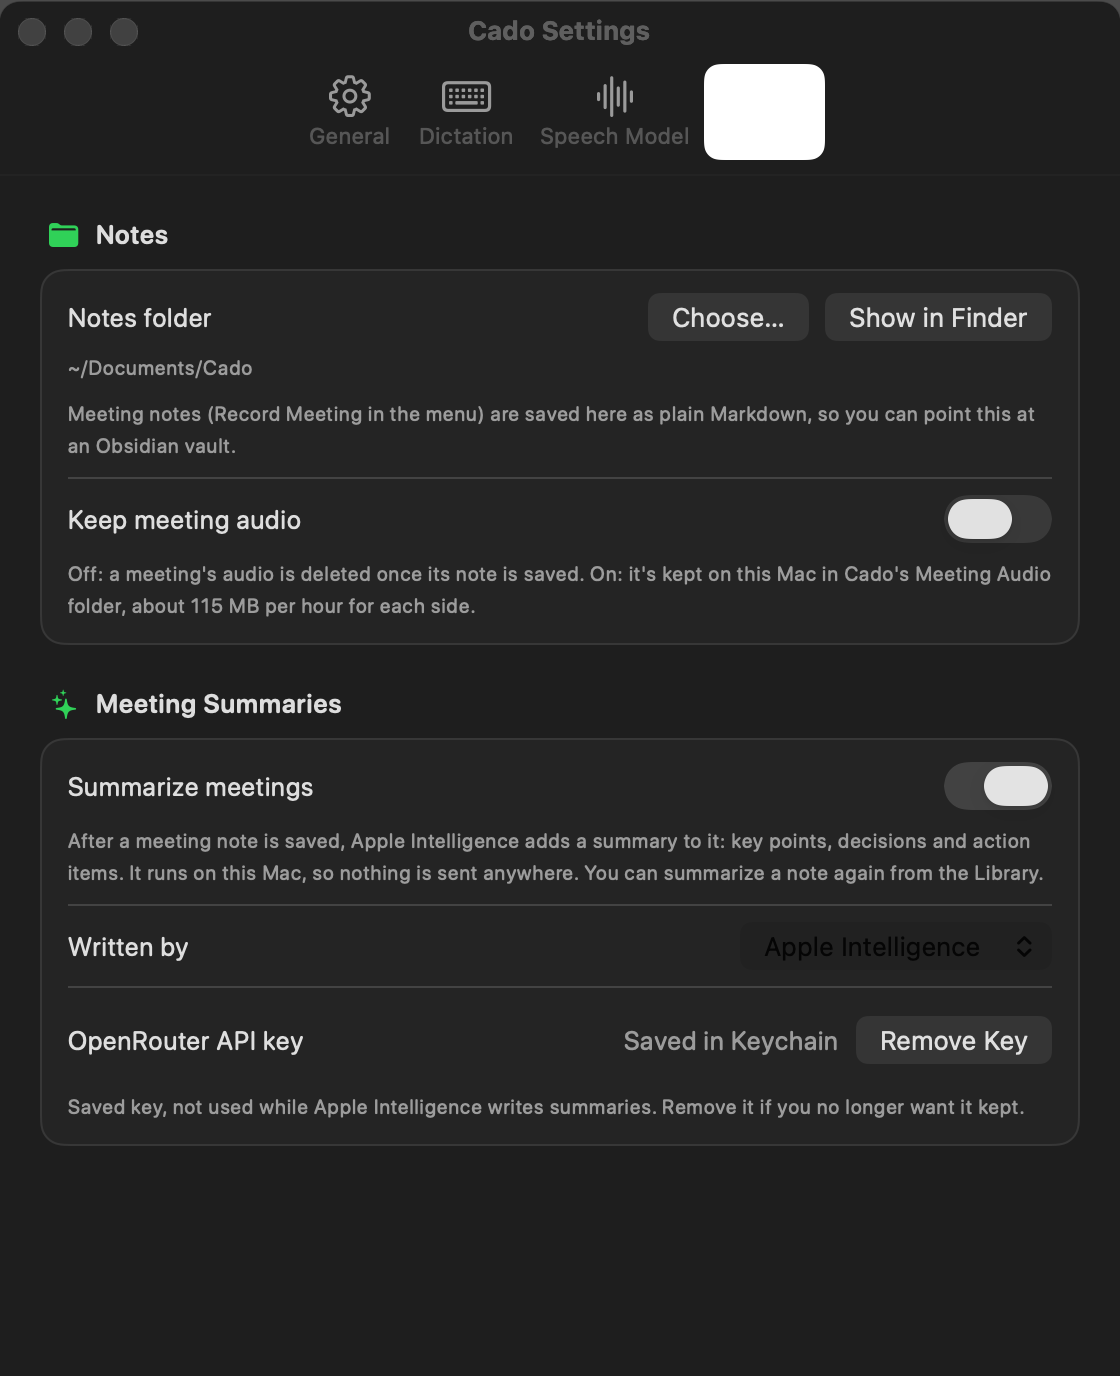 Cado Settings
General Dictation Speech Model
Notes
Notes folder Choose... Show in Finder
~/Documents/Cado
Meeting notes (Record Meeting in the menu) are saved here as plain Markdown, so you can point this at
an Obsidian vault.
Keep meeting audio
Off: a meeting's audio is deleted once its note is saved. On: it's kept on this Mac in Cado's Meeting Audio
folder, about 115 MB per hour for each side.
Meeting Summaries
Summarize meetings
After a meeting note is saved, Apple Intelligence adds a summary to it: key points, decisions and action
items. It runs on this Mac, so nothing is sent anywhere. You can summarize a note again from the Library.
Written by Apple Intelligence
OpenRouter API key Saved in Keychain Remove Key
Saved key, not used while Apple Intelligence writes summaries. Remove it if you no longer want it kept.